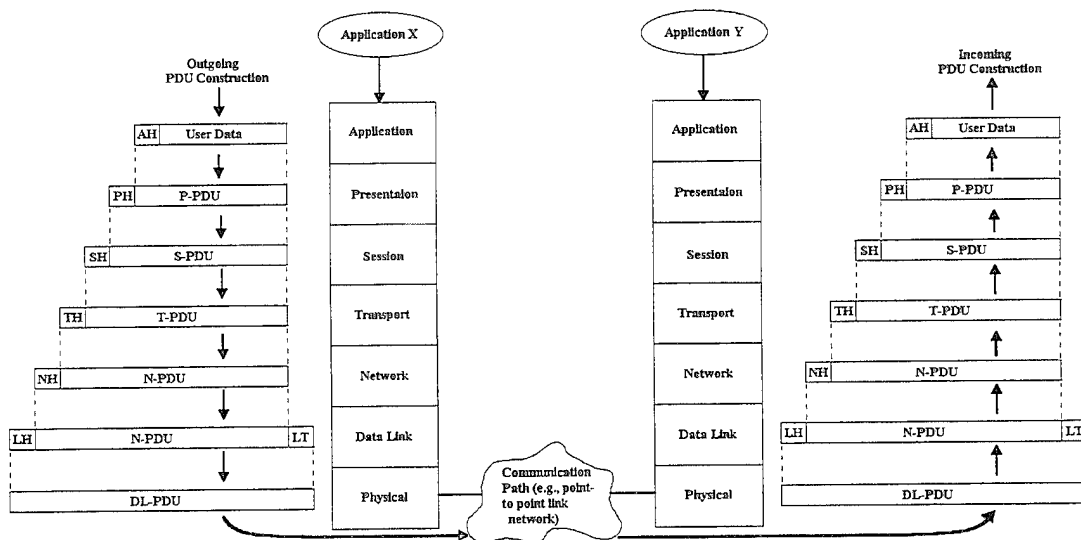 Application X
Application Y
Outgoing
PDU Construction
Incoming
PDU Construction
AH User Data
Application
Application
AH User Data
PH P-PDU
Presentaion
Presentaion
PH P-PDU
SH S-PDU
Session
Session
SH S-PDU
TH T-PDU
Transport
Transport
TH T-PDU
NH N-PDU
Network
Network
NH N-PDU
LH N-PDU LT
Data Link
Data Link
LH N-PDU LT
DL-PDU
Physical
Communication
Path (e.g., point-
to point link
network)
Physical
DL-PDU